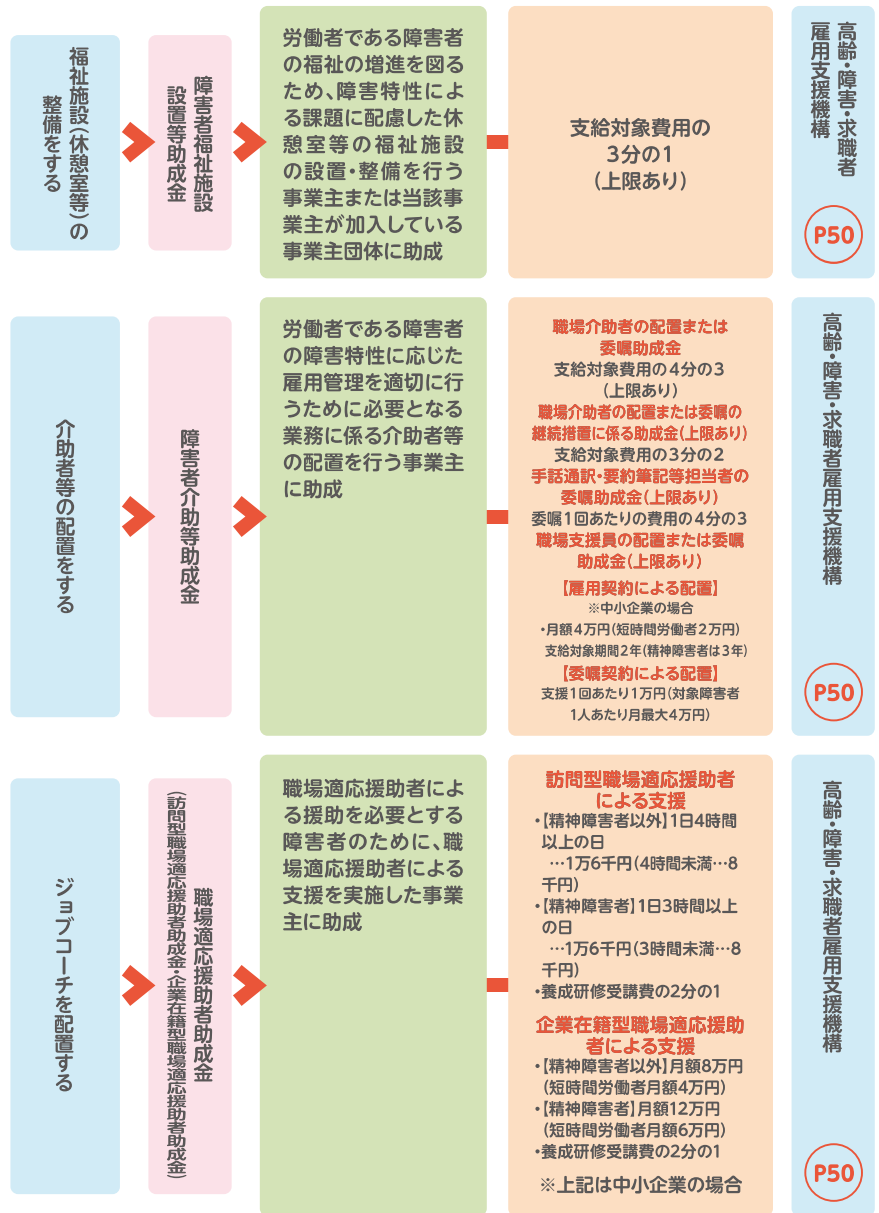 福祉施設(休憩室等)の
整備をする
障害者福祉施設
設置等助成金
労働者である障害者
の福祉の増進を図る
ため、障害特性によ
る課題に配慮した休
憩室等の福祉施設
の設置・整備を行う
事業主または当該事
業主が加入している
事業主団体に助成
支給対象費用の
3分の1
(上限あり)
高齢・障害・求職者
雇用支援機構
P50
介助者等の配置をする
障害者介助等助成金
労働者である障害者
の障害特性に応じた
雇用管理を適切に行
うために必要となる
業務に係る介助者等
の配置を行う事業主
に助成
職場介助者の配置または
委嘱助成金
支給対象費用の4分の3
(上限あり)
職場介助者の配置または委嘱の
継続措置に係る助成金(上限あり)
支給対象費用の3分の2
手話通訳・要約筆記等担当者の
委嘱助成金(上限あり)
委嘱1回あたりの費用の4分の3
職場支援員の配置または委嘱
助成金(上限あり)
【雇用契約による配置】
※中小企業の場合
・月額4万円(短時間労働者2万円)
支給対象期間2年(精神障害者は3年)
【委嘱契約による配置】
支援1回あたり1万円(対象障害者
1人あたり月最大4万円)
高齢・障害・求職者雇用支援機構
P50
ジョブコーチを配置する
職場適応援助者助成金
(訪問型職場適応援助者助成金・企業在籍型職場適応援助者助成金)
職場適応援助者によ
る援助を必要とする
障害者のために、職
場適応援助者による
支援を実施した事業
主に助成
訪問型職場適応援助者
による支援
・【精神障害者以外】1日4時間
以上の日
…1万6千円(4時間未満…8
千円)
・【精神障害者】1日3時間以上
の日
…1万6千円(3時間未満…8
千円)
・養成研修受講費の2分の1
企業在籍型職場適応援助
者による支援
・【精神障害者以外】月額8万円
(短時間労働者月額4万円)
・【精神障害者】月額12万円
(短時間労働者月額6万円)
・養成研修受講費の2分の1
※上記は中小企業の場合
高齢・障害・求職者雇用支援機構
P50